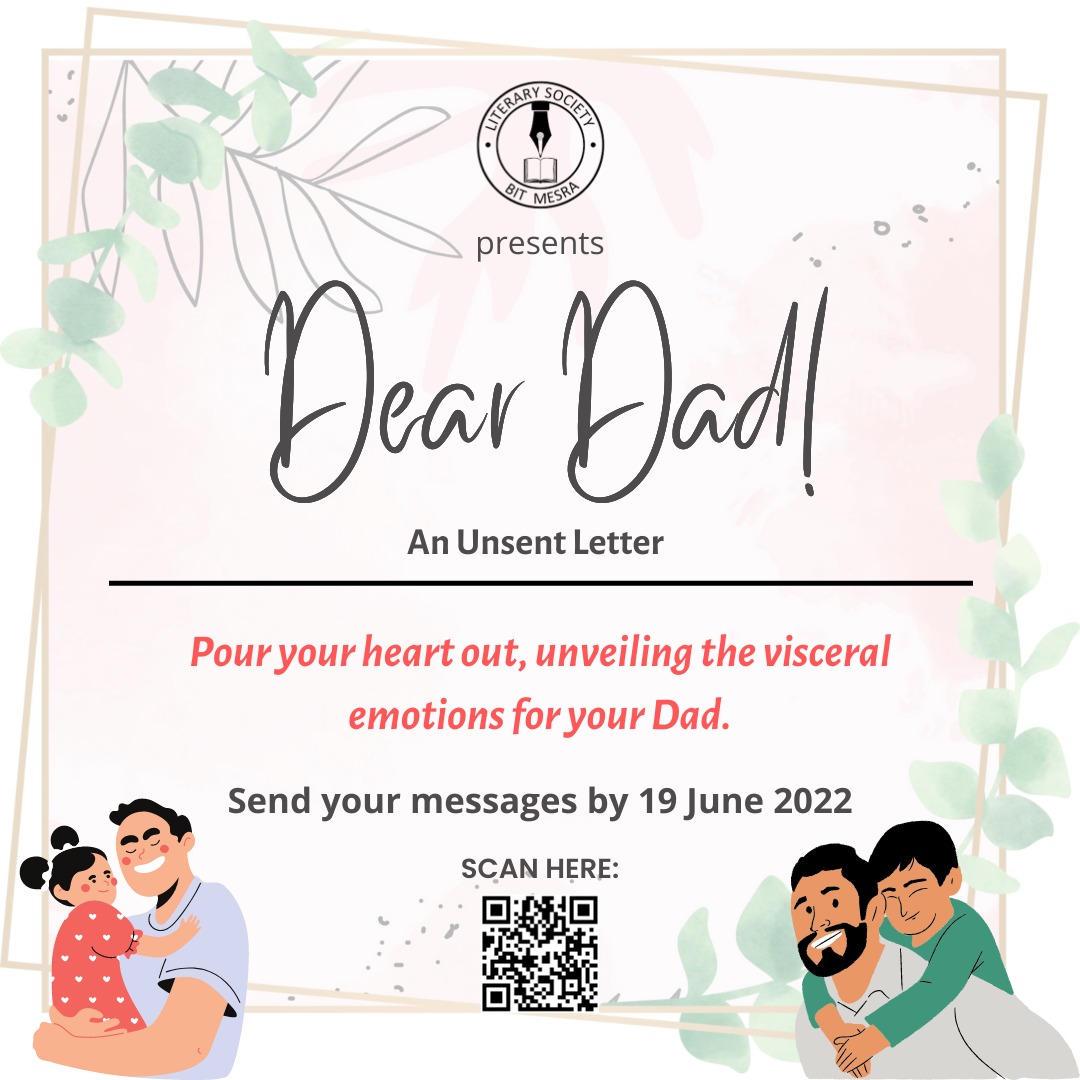 LITERARY SOCIETY
BIT MESRA
presents
Dear Dad!
An Unsent Letter
Pour your heart out, unveiling the visceral
emotions for your Dad.
Send your messages by 19 June 2022
SCAN HERE: